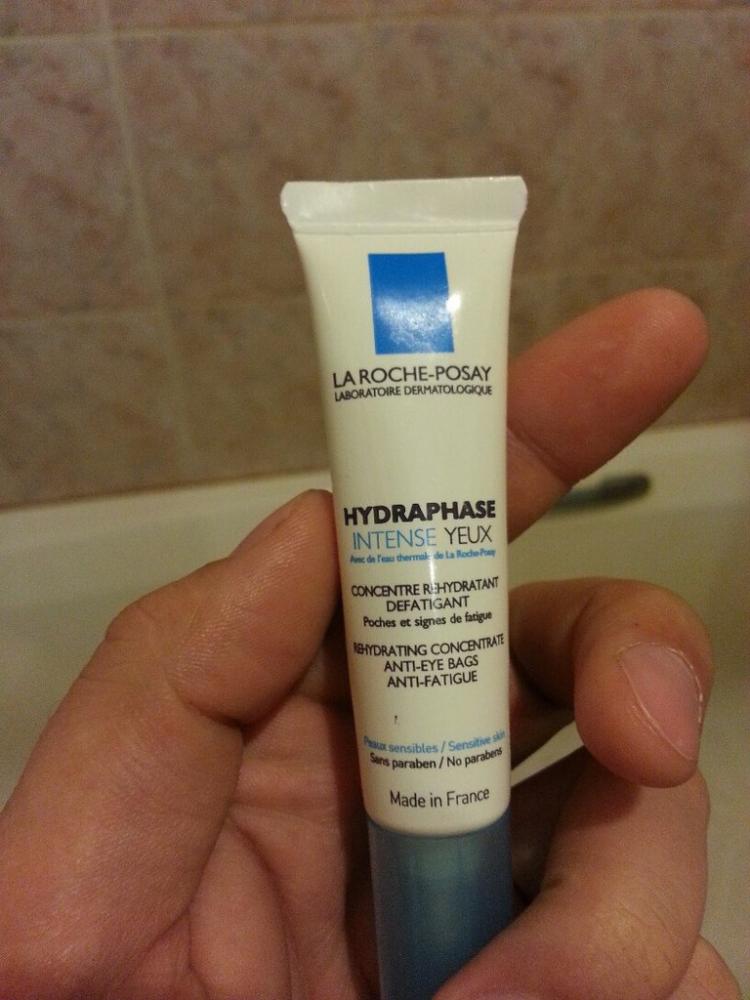 LA ROCHE-POSAY
LABORATOIRE DERMATOLOGIQUE
HYDRAPHASE
INTENSE YEUX
Avec de l'eau thermale de La Roche-Posay
CONCENTRE REHYDRATANT
DEFATIGANT
Poches et signes de fatigue
REHYDRATING CONCENTRATE
ANTI-EYE BAGS
ANTI-FATIGUE
Peaux sensibles / Sensitive skin
Sans paraben / No parabens
Made in France